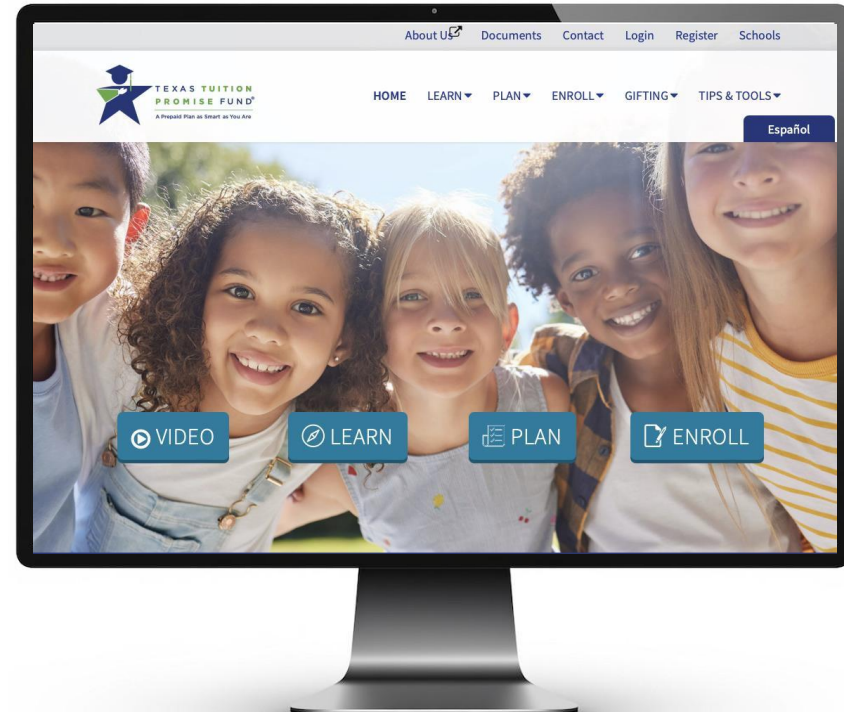 About Us Documents Contact Login Register Schools
TEXAS TUITION
PROMISE FUND®
A Prepaid Plan as Smart as You Are
HOME LEARN PLAN ENROLL GIFTING TIPS & TOOLS
Español
VIDEO LEARN PLAN ENROLL